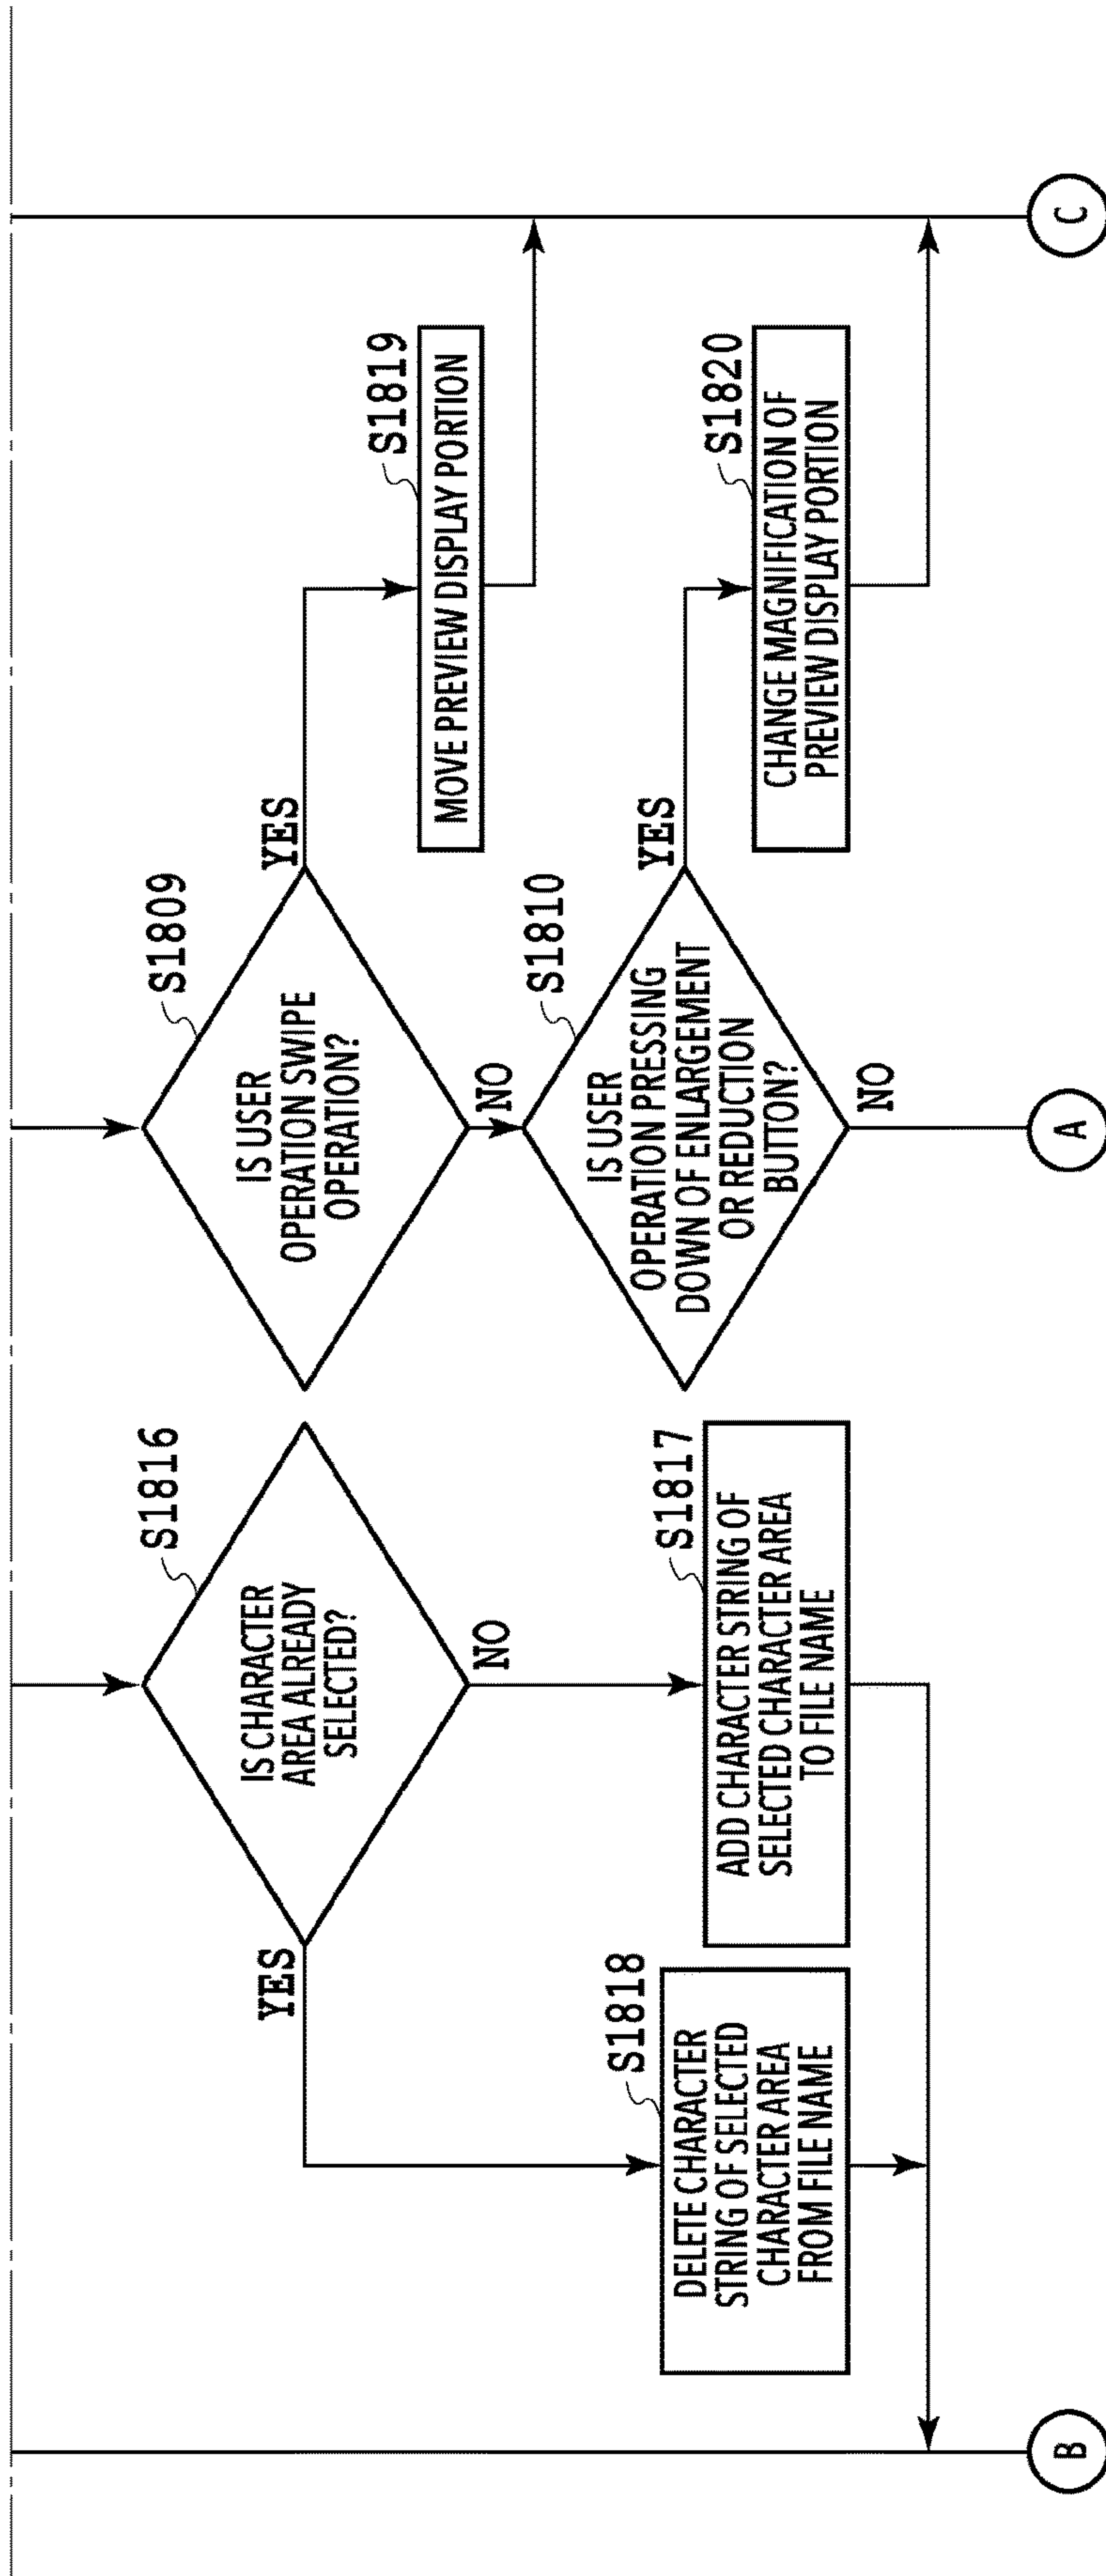 S1816
IS CHARACTER
AREA ALREADY
SELECTED?
YES
NO
S1818
DELETE CHARACTER
STRING OF SELECTED
CHARACTER AREA
FROM FILE NAME
S1817
ADD CHARACTER STRING OF
SELECTED CHARACTER AREA
TO FILE NAME
S1809
IS USER
OPERATION SWIPE
OPERATION?
YES
NO
S1819
MOVE PREVIEW DISPLAY PORTION
S1810
IS USER
OPERATION PRESSING
DOWN OF ENLARGEMENT
OR REDUCTION
BUTTON?
YES
NO
S1820
CHANGE MAGNIFICATION OF
PREVIEW DISPLAY PORTION
B
A
C